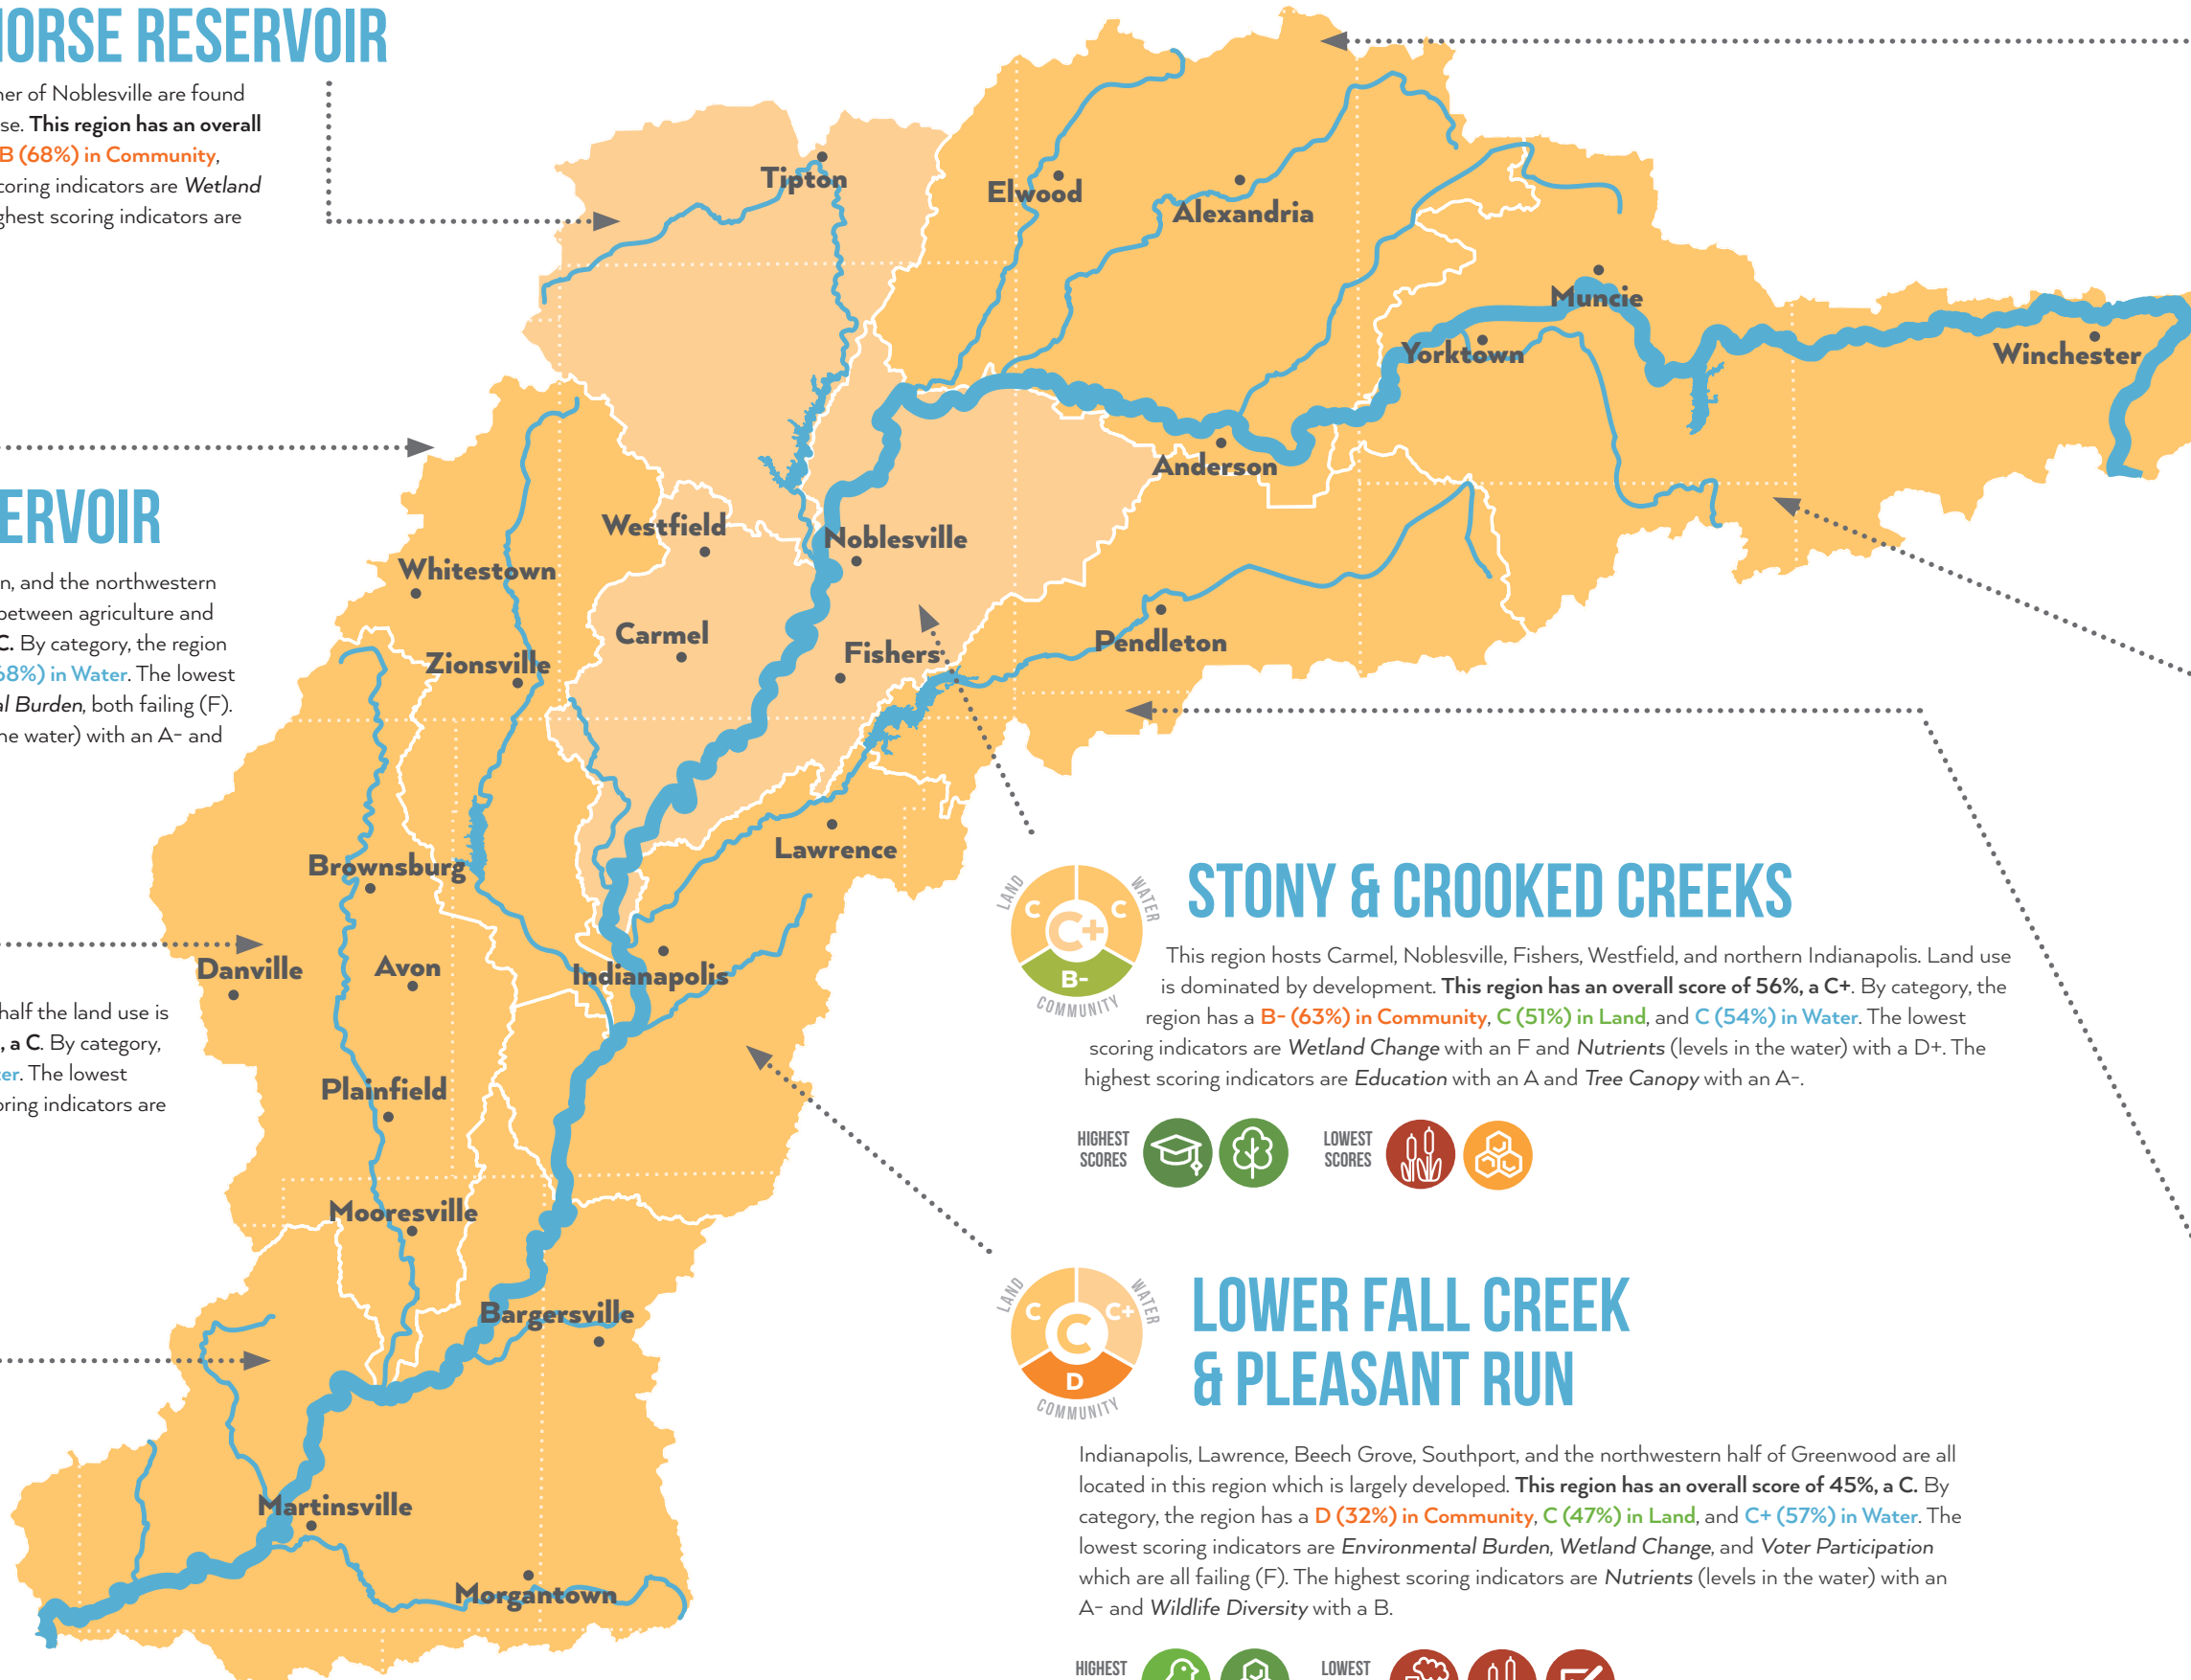 HORSE RESERVOIR
of Noblesville are found
This region has an overall
B (68%) in Community,
indicators are Wetland
scoring indicators are
and the northwestern
between agriculture and
C. By category, the region
in Water. The lowest
Burden, both failing (F).
water) with an A- and
half the land use is
, a C. By category,
The lowest
indicators are
Tipton
Elwood
Alexandria
Muncie
Yorktown
Winchester
Anderson
Westfield
Noblesville
Whitestown
Carmel
Fishers
Pendleton
Zionsville
Brownsburg
Lawrence
Danville
Avon
Indianapolis
Plainfield
Mooresville
Bargersville
Martinsville
Morgantown
LAND
WATER
COMMUNITY
C
C
C+
B-
STONY & CROOKED CREEKS
This region hosts Carmel, Noblesville, Fishers, Westfield, and northern Indianapolis. Land use
is dominated by development. This region has an overall score of 56%, a C+. By category, the
region has a B- (63%) in Community, C (51%) in Land, and C (54%) in Water. The lowest
scoring indicators are Wetland Change with an F and Nutrients (levels in the water) with a D+. The
highest scoring indicators are Education with an A and Tree Canopy with an A-.
HIGHEST
SCORES
LOWEST
SCORES
LAND
WATER
COMMUNITY
C
C+
C
D
LOWER FALL CREEK
& PLEASANT RUN
Indianapolis, Lawrence, Beech Grove, Southport, and the northwestern half of Greenwood are all
located in this region which is largely developed. This region has an overall score of 45%, a C. By
category, the region has a D (32%) in Community, C (47%) in Land, and C+ (57%) in Water. The
lowest scoring indicators are Environmental Burden, Wetland Change, and Voter Participation
which are all failing (F). The highest scoring indicators are Nutrients (levels in the water) with an
A- and Wildlife Diversity with a B.
HIGHEST
LOWEST